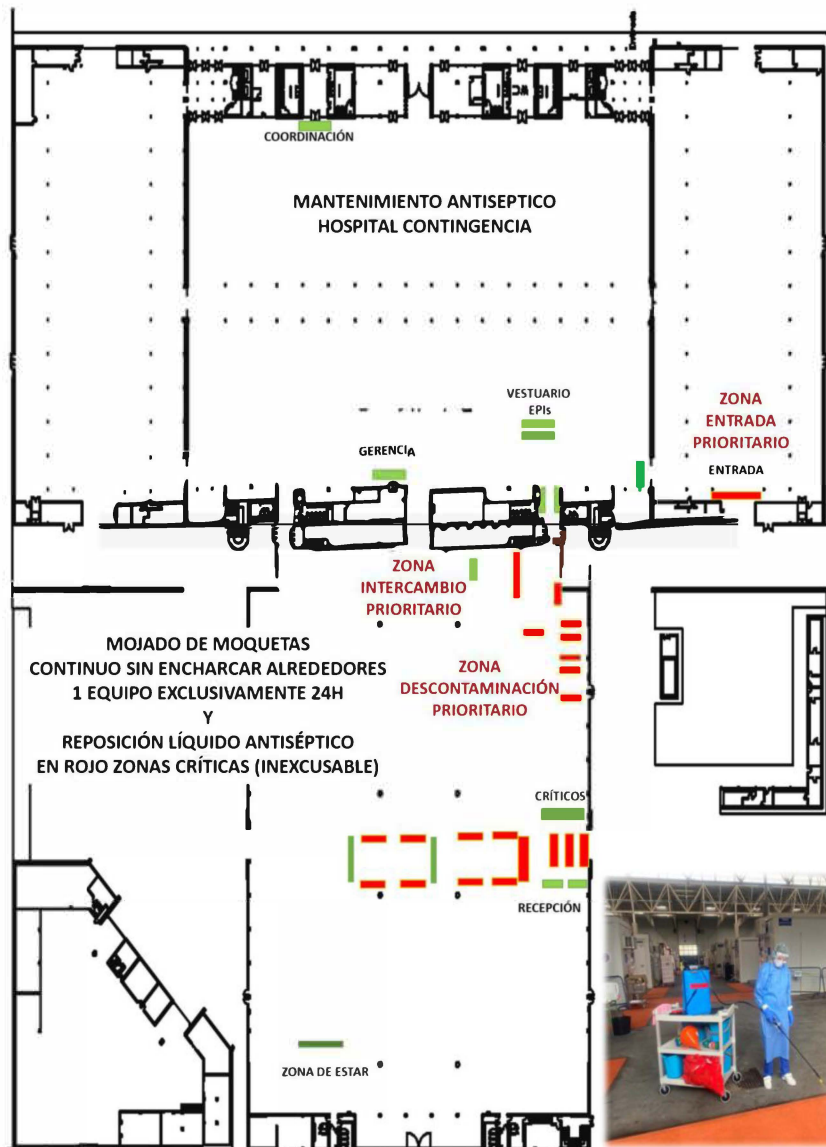 COORDINACIÓN
MANTENIMIENTO ANTISEPTICO
HOSPITAL CONTINGENCIA
VESTUARIO
EPIs
ZONA
ENTRADA
PRIORITARIO
GERENCIA
ENTRADA
ZONA
INTERCAMBIO
PRIORITARIO
MOJADO DE MOQUETAS
CONTINUO SIN ENCHARCAR ALREDEDORES
1 EQUIPO EXCLUSIVAMENTE 24H
Y
REPOSICIÓN LÍQUIDO ANTISÉPTICO
EN ROJO ZONAS CRÍTICAS (INEXCUSABLE)
ZONA
DESCONTAMINACIÓN
PRIORITARIO
CRÍTICOS
RECEPCIÓN
ZONA DE ESTAR